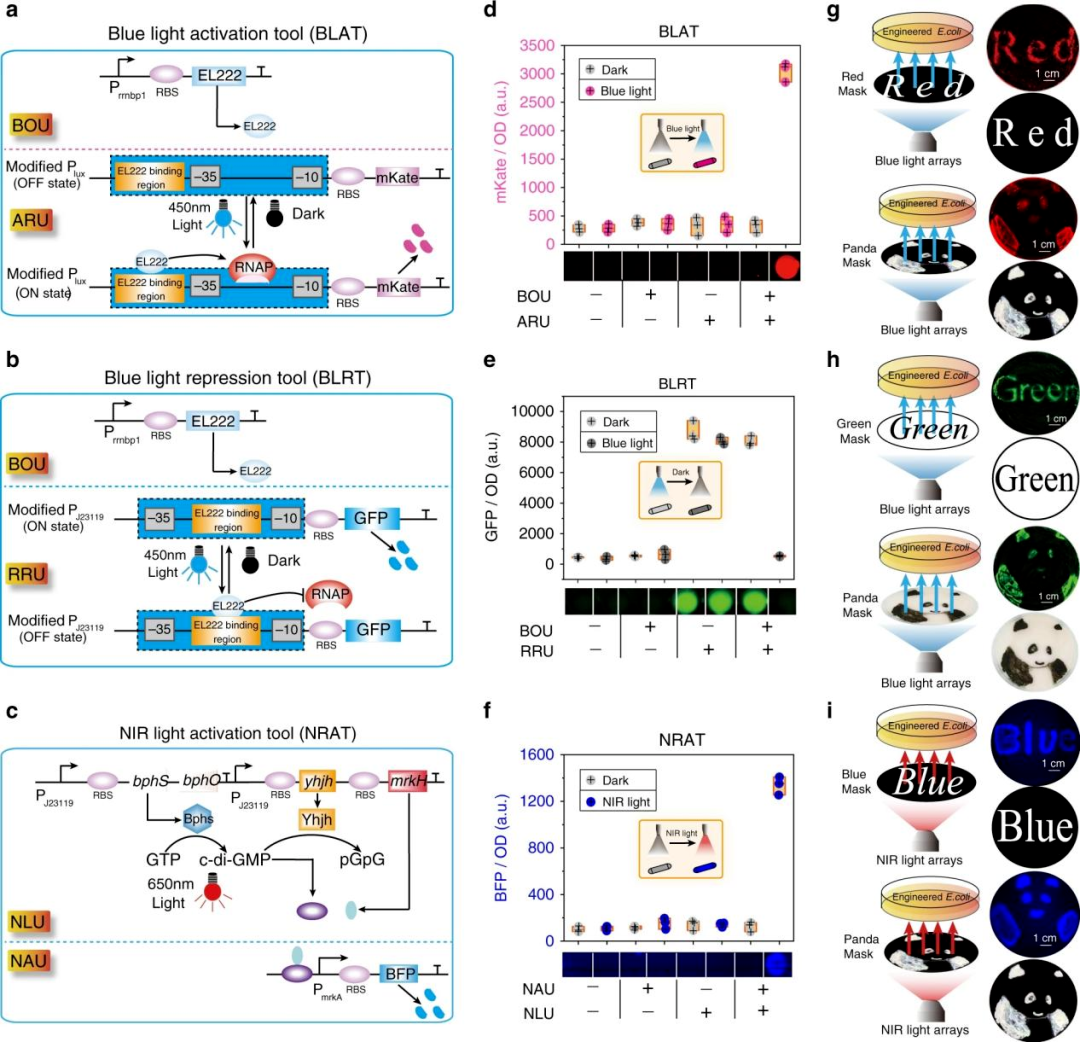 a
Blue light activation tool (BLAT)
P rrnbp1
RBS
EL222
EL222
BOU
Modified P lux
(OFF state)
EL222 binding
region
−35
−10
RBS
mKate
ARU
450nm
Light
Dark
EL222
RNAP
Modified P lux
(ON state)
EL222 binding
region
−35
−10
RBS
mKate
b
Blue light repression tool (BLRT)
P rrnbp1
RBS
EL222
EL222
BOU
Modified P J23119
(ON state)
−35
EL222 binding
region
−10
RBS
GFP
RRU
450nm
Light
Dark
EL222
RNAP
Modified P J23119
(OFF state)
−35
EL222 binding
region
−10
RBS
GFP
c
NIR light activation tool (NRAT)
P J23119
RBS
bphS
bphO
P J23119
RBS
yhjh
RBS
mrkH
Bphs
Yhjh
GTP
c-di-GMP
pGpG
650nm
Light
NLU
NAU
P mrkA
RBS
BFP
d
BLAT
mKate / OD (a.u.)
3500
3000
2500
2000
1500
1000
500
0
Dark
Blue light
Blue light
BOU − + − +
ARU − − + +
e
BLRT
GFP / OD (a.u.)
10000
8000
6000
4000
2000
0
Dark
Blue light
Dark
BOU − + − +
RRU − − + +
f
NRAT
BFP / OD (a.u.)
1600
1200
800
400
0
Dark
NIR light
NIR light
NAU − + − +
NLU − − + +
g
Engineered E.coli
Red
Mask
Red
Blue light arrays
Red
1 cm
Red
Engineered E.coli
Panda
Mask
Blue light arrays
1 cm
h
Engineered E.coli
Green
Mask
Green
Blue light arrays
Green
1 cm
Green
Engineered E.coli
Panda
Mask
Blue light arrays
1 cm
i
Engineered E.coli
Blue
Mask
Blue
NIR light arrays
Blue
1 cm
Blue
Engineered E.coli
Panda
Mask
NIR light arrays
1 cm